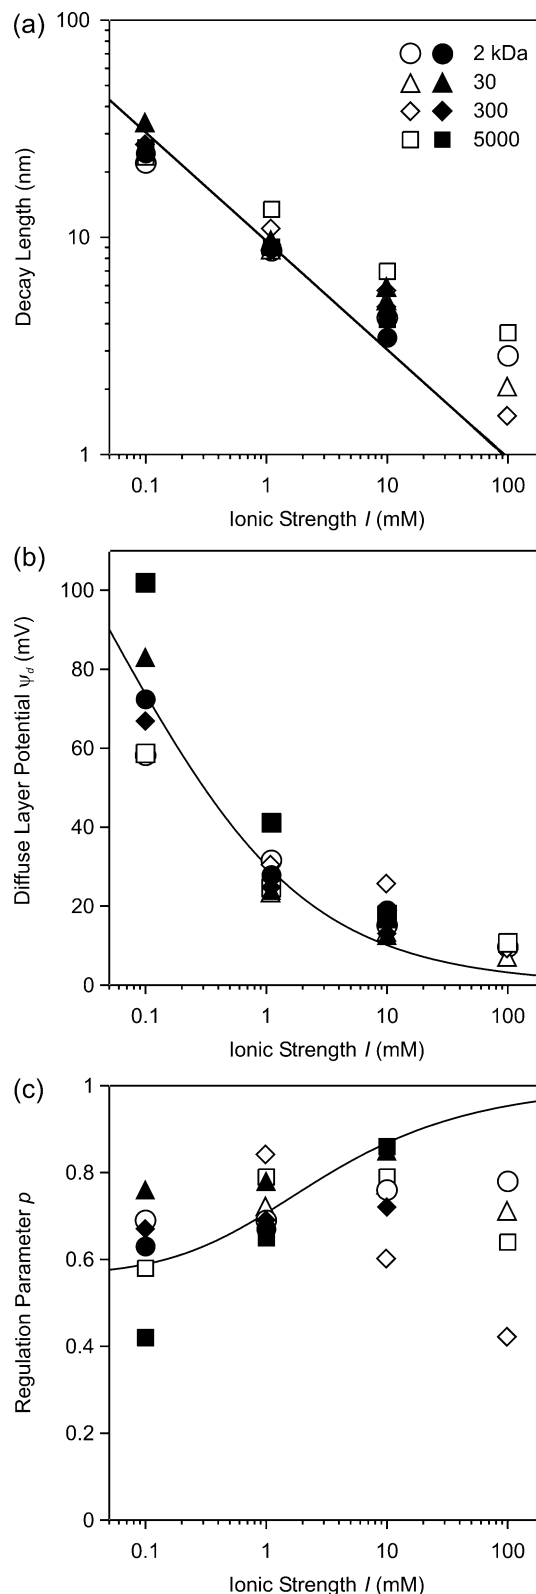 (a)
100
10
1
Decay Length (nm)
2 kDa
30
300
5000
0.1 1 10 100
Ionic Strength I (mM)
(b)
100
80
60
40
20
0
Diffuse Layer Potential ψd (mV)
0.1 1 10 100
Ionic Strength I (mM)
(c)
1
0.8
0.6
0.4
0.2
0
Regulation Parameter p
0.1 1 10 100
Ionic Strength I (mM)